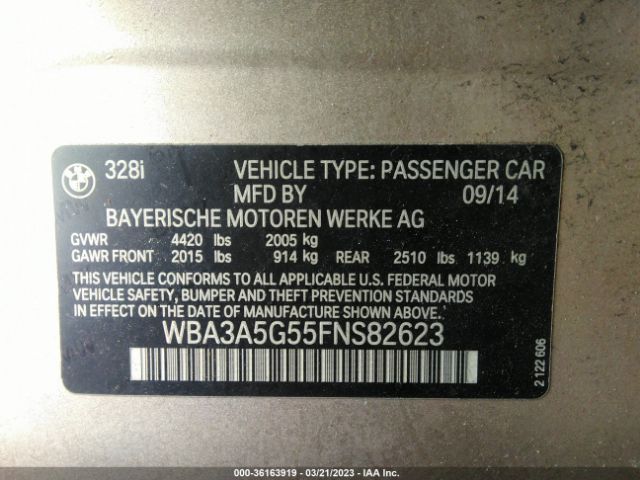 BMW 328i VEHICLE TYPE: PASSENGER CAR
MFD BY 09/14
BAYERISCHE MOTOREN WERKE AG
GVWR 4420 lbs 2005 kg
GAWR FRONT 2015 lbs 914 kg REAR 2510 lbs 1139 kg
THIS VEHICLE CONFORMS TO ALL APPLICABLE U.S. FEDERAL MOTOR
VEHICLE SAFETY, BUMPER AND THEFT PREVENTION STANDARDS
IN EFFECT ON THE DATE OF MANUFACTURE SHOWN ABOVE.
WBA3A5G55FNS82623
2 122 606
000-36163919 / 03/21/2023 - IAA Inc.